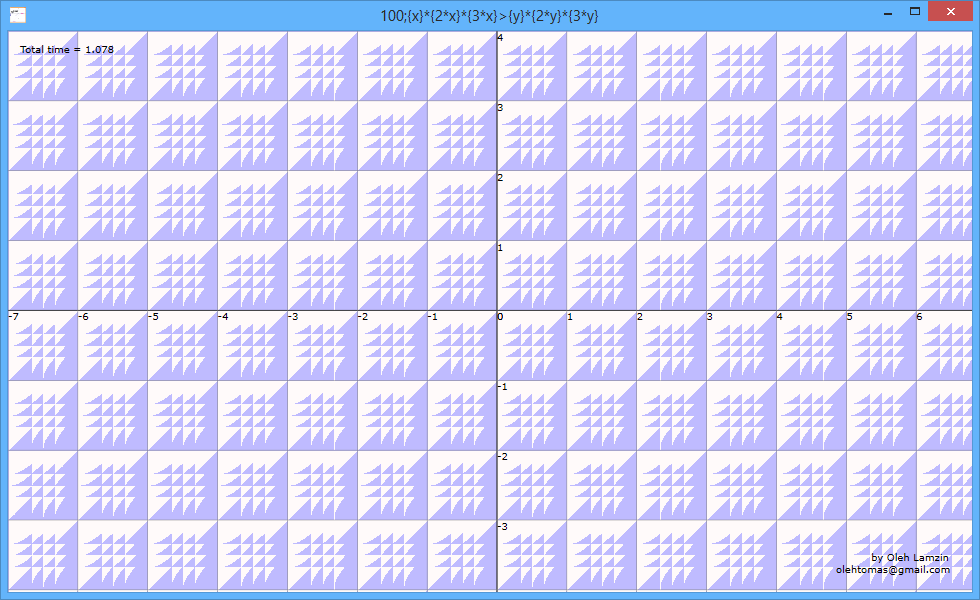 100;{x}*{2*x}*{3*x}>{y}*{2*y}*{3*y}
Total time = 1.078
4
3
2
1
-7 -6 -5 -4 -3 -2 -1 0 1 2 3 4 5 6
-1
-2
-3
by Oleh Lamzin
olehtomas@gmail.com